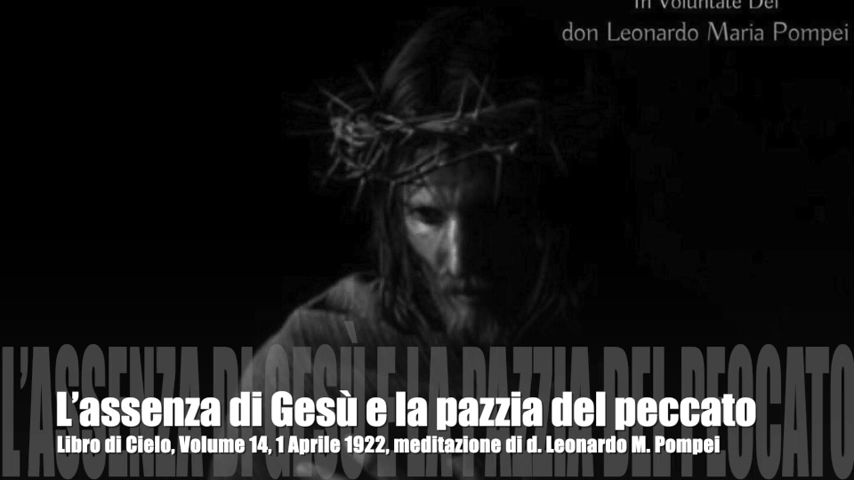 In Voluntate Dei
don Leonardo Maria Pompei
L'ASSENZA DI GESÙ E LA PAZZIA DEL PECCATO
L'assenza di Gesù e la pazzia del peccato
Libro di Cielo, Volume 14, 1 Aprile 1922, meditazione di d. Leonardo M. Pompei